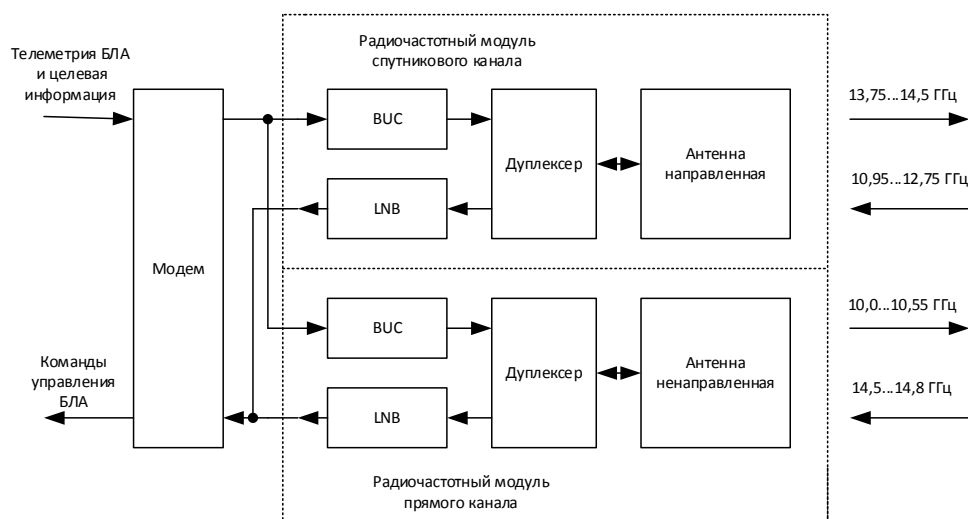 Радиочастотный модуль
спутникового канала
Телеметрия БЛА
и целевая
информация
BUC
LNB
Дуплексер
Антенна
направленная
13,75...14,5 ГГц
10,95...12,75 ГГц
Модем
BUC
LNB
Дуплексер
Антенна
ненаправленная
10,0...10,55 ГГц
14,5...14,8 ГГц
Команды
управления
БЛА
Радиочастотный модуль
прямого канала